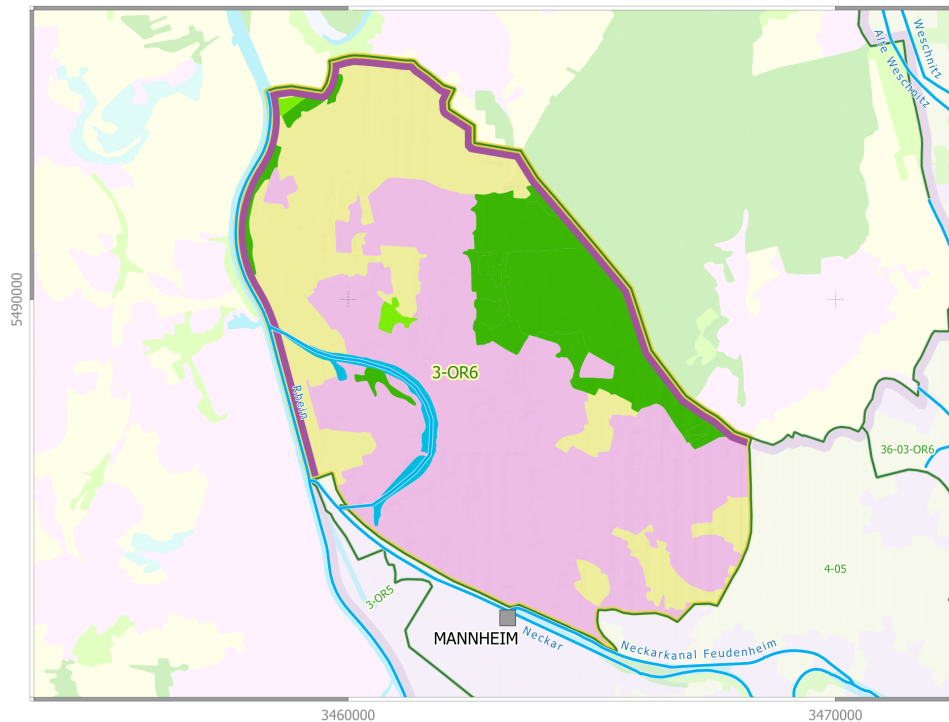 Weschnitz
Alte Weschnitz
5490000
3-OR6
Rhein
36-03-OR6
4-05
3-OR5
MANNHEIM
Neckar
Neckarkanal Feudenheim
3460000
3470000